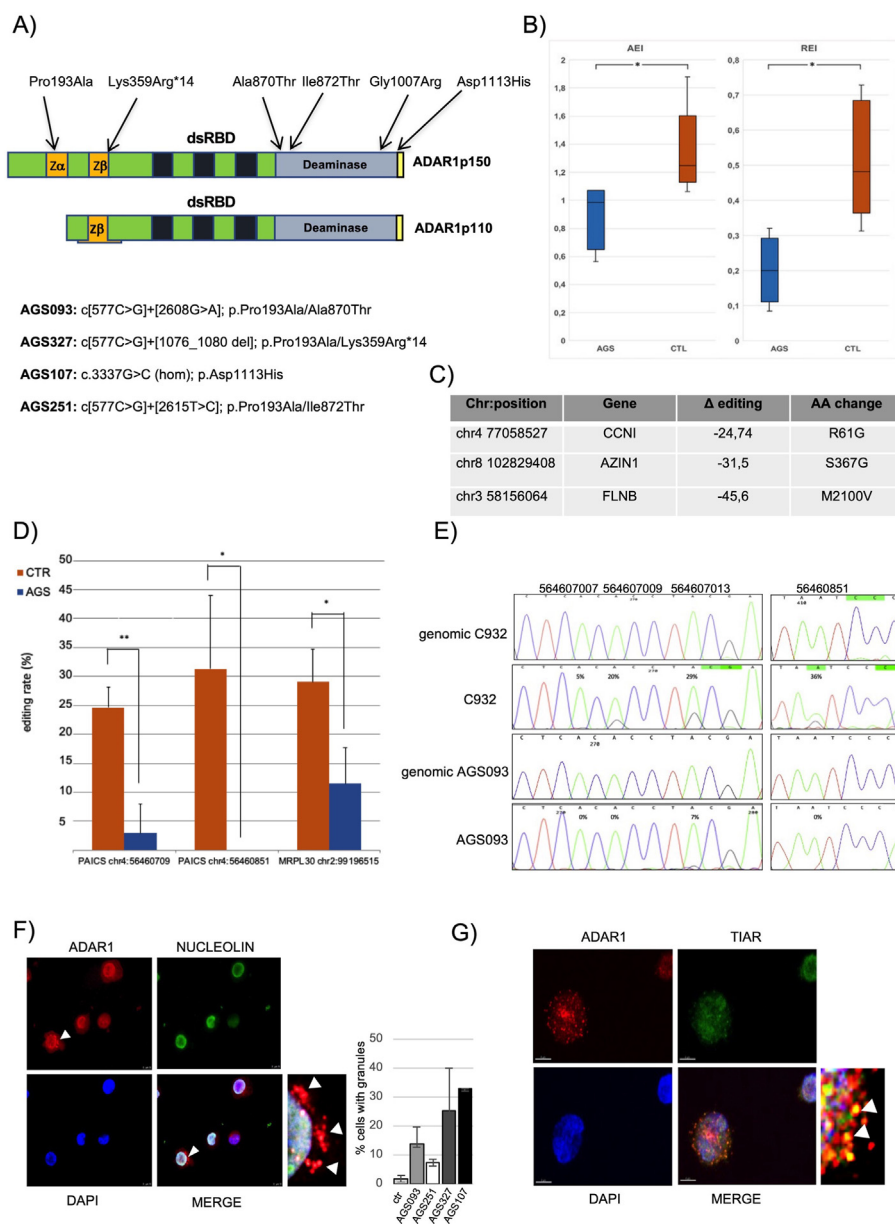 A)
Pro193Ala Lys359Arg*14 Ala870Thr Ile872Thr Gly1007Arg Asp1113His
dsRBD
Zα Zβ Deaminase ADAR1p150
dsRBD
Zβ Deaminase ADAR1p110
AGS093: c[577C>G]+[2608G>A]; p.Pro193Ala/Ala870Thr
AGS327: c[577C>G]+[1076_1080 del]; p.Pro193Ala/Lys359Arg*14
AGS107: c.3337G>C (hom); p.Asp1113His
AGS251: c[577C>G]+[2615T>C]; p.Pro193Ala/Ile872Thr
B)
AEI
2
1,8
1,6
1,4
1,2
1
0,8
0,6
0,4
0,2
0
*
AGS CTL
REI
0,8
0,7
0,6
0,5
0,4
0,3
0,2
0,1
0
*
AGS CTL
C)
Chr:position Gene Δ editing AA change
chr4 77058527 CCNI -24,74 R61G
chr8 102829408 AZIN1 -31,5 S367G
chr3 58156064 FLNB -45,6 M2100V
D)
CTR
AGS
editing rate (%)
50
45
40
35
30
25
20
15
10
5
**
*
*
PAICS chr4:56460709 PAICS chr4:56460851 MRPL30 chr2:99196515
E)
564607007 564607009 564607013 56460851
genomic C932
C T C A C A C C T A C G A
270
T A A T C C C
410
C932
C T C A C A C C T A C G A
270
5% 20% 29%
T A A T C C C
36%
genomic AGS093
C T C A C A C C T A C G A
270
T A A T C C C
AGS093
C T C A C A C C T A C G A
280
0% 0% 7%
T A A T C C C
0%
F)
ADAR1 NUCLEOLIN
DAPI MERGE
% cells with granules
50
40
30
20
10
0
ctr
AGS093
AGS251
AGS327
AGS107
G)
ADAR1 TIAR
DAPI MERGE